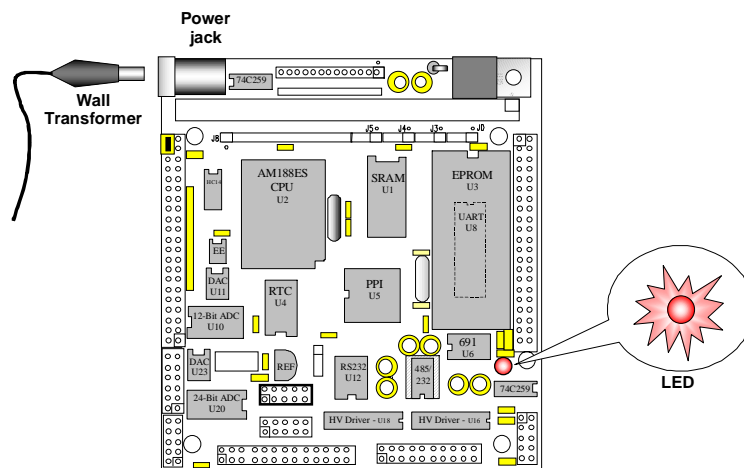 Power
jack
Wall
Transformer
74C259
J8
J5
J4
J3
JD
AM188ES
CPU
U2
SRAM
U1
EPROM
U3
UART
U8
HC14
EE
DAC
U11
RTC
U4
PPI
U5
12-Bit ADC
U10
691
U6
DAC
U23
REF
RS232
U12
485/
232
LED
74C259
24-Bit ADC
U20
HV Driver - U18
HV Driver - U16